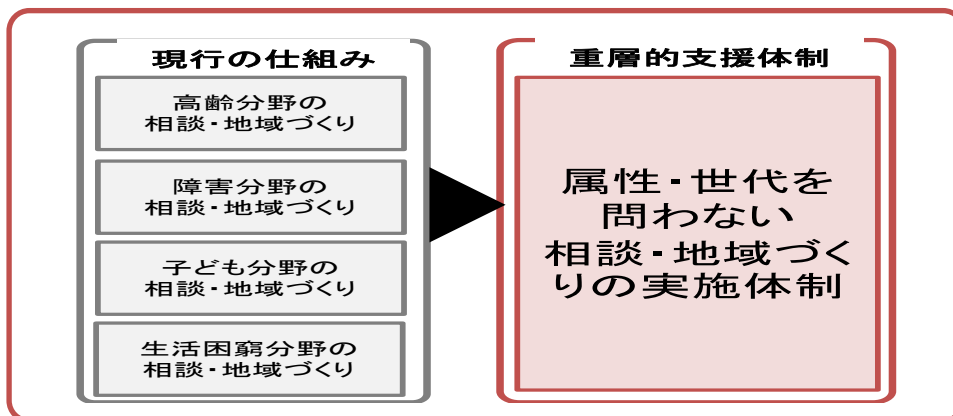 現行の仕組み
高齢分野の
相談・地域づくり
障害分野の
相談・地域づくり
子ども分野の
相談・地域づくり
生活困窮分野の
相談・地域づくり
重層的支援体制
属性・世代を
問わない
相談・地域づく
りの実施体制